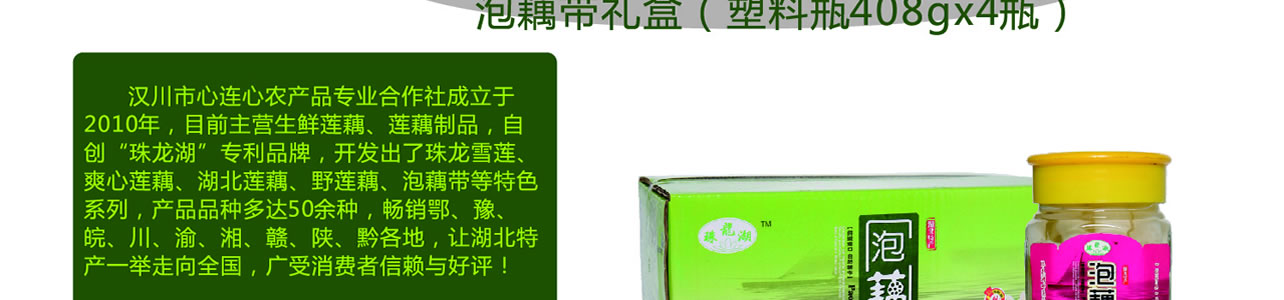 泡藕带礼盒（塑料瓶408gx4瓶）
汉川市心连心农产品专业合作社成立于
2010年，目前主营生鲜莲藕、莲藕制品，自
创“珠龙湖”专利品牌，开发出了珠龙雪莲、
爽心莲藕、湖北莲藕、野莲藕、泡藕带等特色
系列，产品品种多达50余种，畅销鄂、豫、
皖、川、渝、湘、赣、陕、黔各地，让湖北特
产一举走向全国，广受消费者信赖与好评！
珠龙湖
TM
泡藕
珠龙湖
泡藕